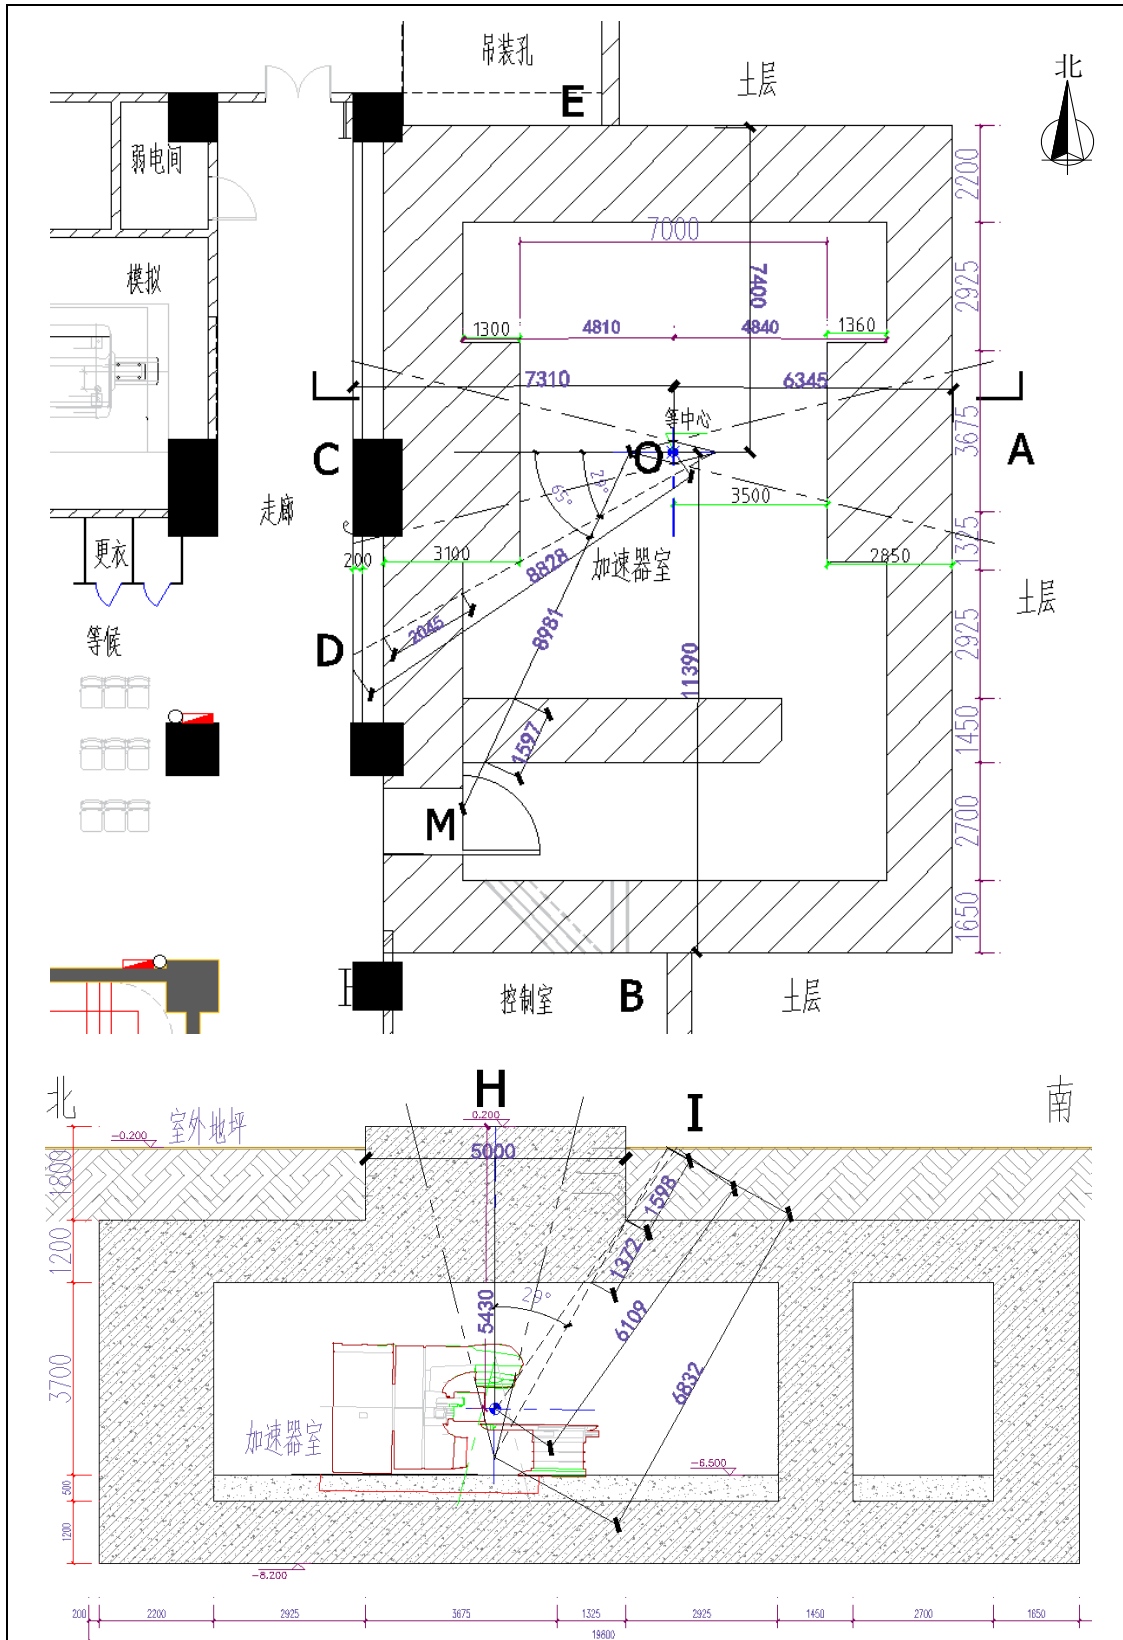 吊装孔
E
土层
北
弱电间
2200
模拟
7000
7400
2925
1300
4810
4840
1360
7310
6345
等中心
3675
C
O
A
走廊
65°
29°
3500
更衣
200
3100
8828
加速器室
2850
1325
土层
等候
D
2045
8981
11390
2925
1597
1450
M
2700
1650
控制室
B
土层
北
H
I
南
室外地坪
-0.200
0.200
5000
1800
1598
1200
1372
29°
5430
6109
3700
6832
加速器室
-6.500
500
1200
-8.200
200
2200
2925
3675
1325
2925
1450
2700
1650
19800